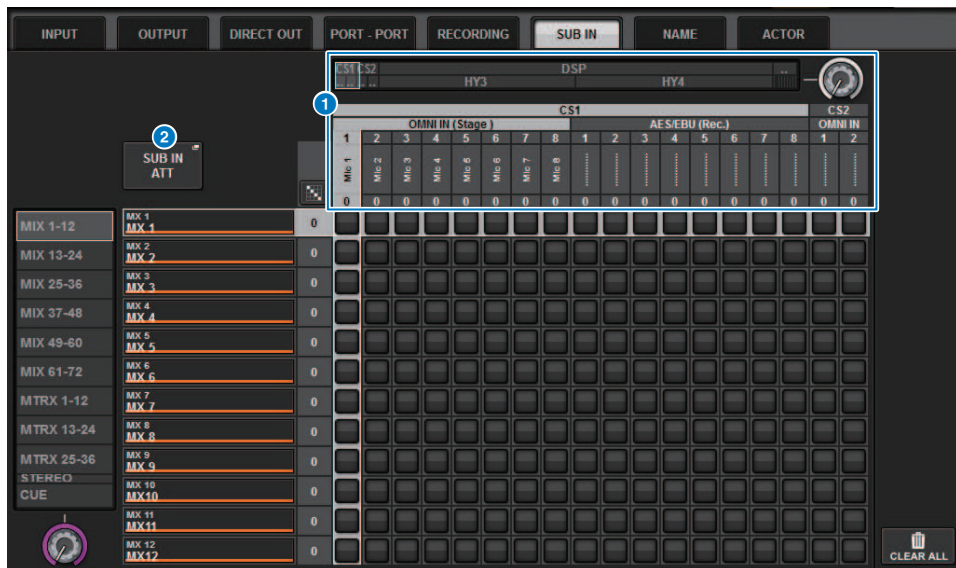 INPUT OUTPUT DIRECT OUT PORT - PORT RECORDING SUB IN NAME ACTOR
CS1 CS2 DSP
HY3 HY4
1
CS1 CS2
OMNI IN (Stage ) AES/EBU (Rec.) OMNI IN
1 2 3 4 5 6 7 8 1 2 3 4 5 6 7 8 1 2
2
SUB IN
ATT
Mic 1 Mic 2 Mic 3 Mic 4 Mic 5 Mic 6 Mic 7 Mic 8
0 0 0 0 0 0 0 0 0 0 0 0 0 0 0 0 0 0
MIX 1-12
MIX 13-24
MIX 25-36
MIX 37-48
MIX 49-60
MIX 61-72
MTRX 1-12
MTRX 13-24
MTRX 25-36
STEREO
CUE
MX 1
MX 1 0
MX 2
MX 2 0
MX 3
MX 3 0
MX 4
MX 4 0
MX 5
MX 5 0
MX 6
MX 6 0
MX 7
MX 7 0
MX 8
MX 8 0
MX 9
MX 9 0
MX 10
MX10 0
MX 11
MX11 0
MX 12
MX12 0
CLEAR ALL